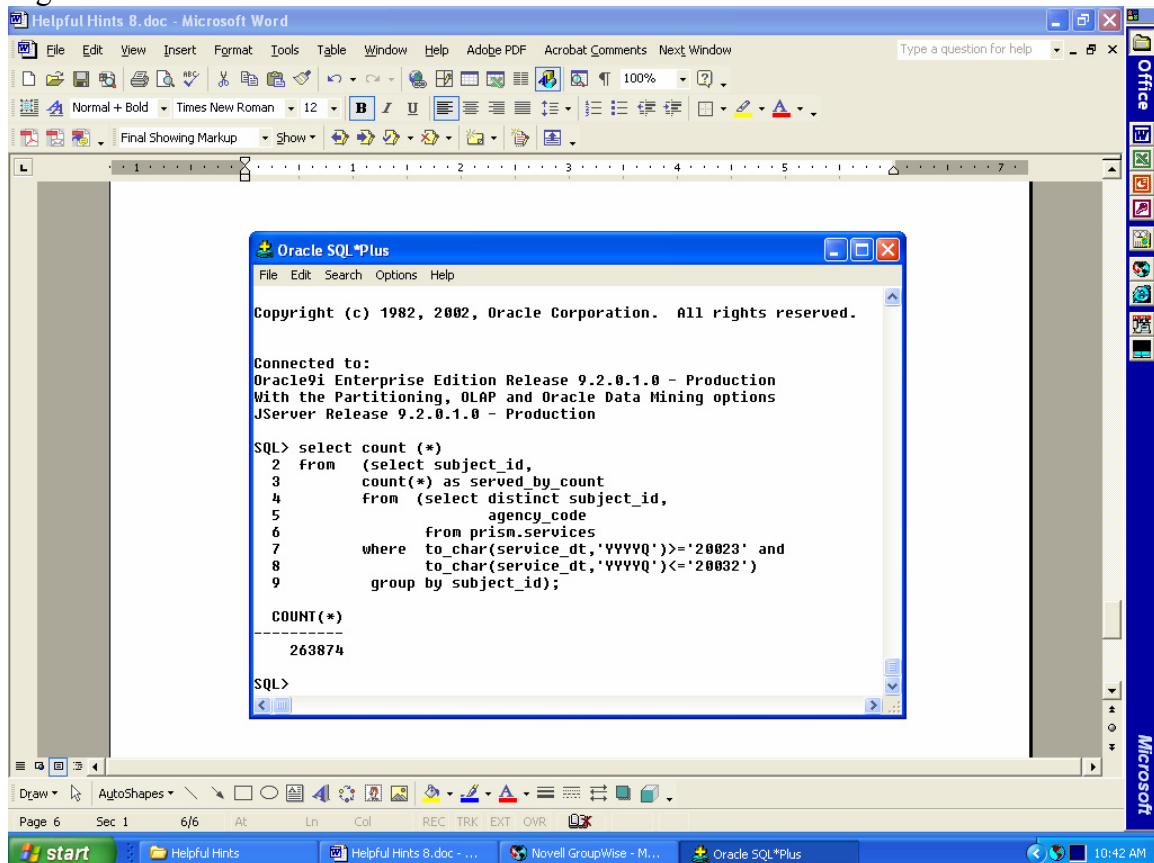 Helpful Hints 8.doc - Microsoft Word
File Edit View Insert Format Tools Table Window Help Adobe PDF Acrobat Comments Next Window
Type a question for help
100%
Normal + Bold Times New Roman 12 B I U
Final Showing Markup Show
1 1 2 3 4 5 7
Oracle SQL*Plus
File Edit Search Options Help
Copyright (c) 1982, 2002, Oracle Corporation. All rights reserved.
Connected to:
Oracle9i Enterprise Edition Release 9.2.0.1.0 - Production
With the Partitioning, OLAP and Oracle Data Mining options
JServer Release 9.2.0.1.0 - Production
SQL> select count (*)
2 from (select subject_id,
3 count(*) as served_by_count
4 from (select distinct subject_id,
5 agency_code
6 from prism.services
7 where to_char(service_dt,'YYYYQ')>='20023' and
8 to_char(service_dt,'YYYYQ')<='20032')
9 group by subject_id);
COUNT(*)
----------
263874
SQL>
Draw AutoShapes
Page 6 Sec 1 6/6 At Ln Col REC TRK EXT OVR
start Helpful Hints Helpful Hints 8.doc - ... Novell GroupWise - M... Oracle SQL*Plus 10:42 AM
Office
Microsoft